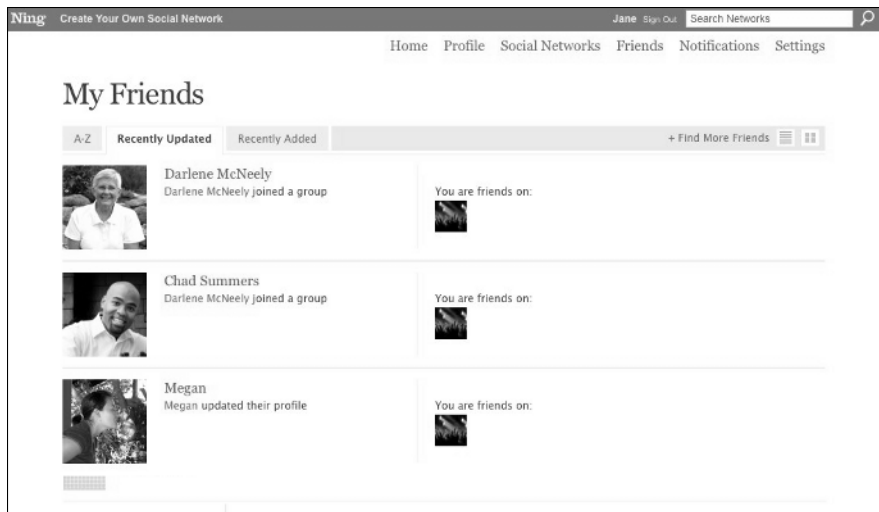 Ning Create Your Own Social Network Jane Sign Out Search Networks
Home Profile Social Networks Friends Notifications Settings
My Friends
A-Z Recently Updated Recently Added + Find More Friends
Darlene McNeely
Darlene McNeely joined a group
You are friends on:
Chad Summers
Darlene McNeely joined a group
You are friends on:
Megan
Megan updated their profile
You are friends on: